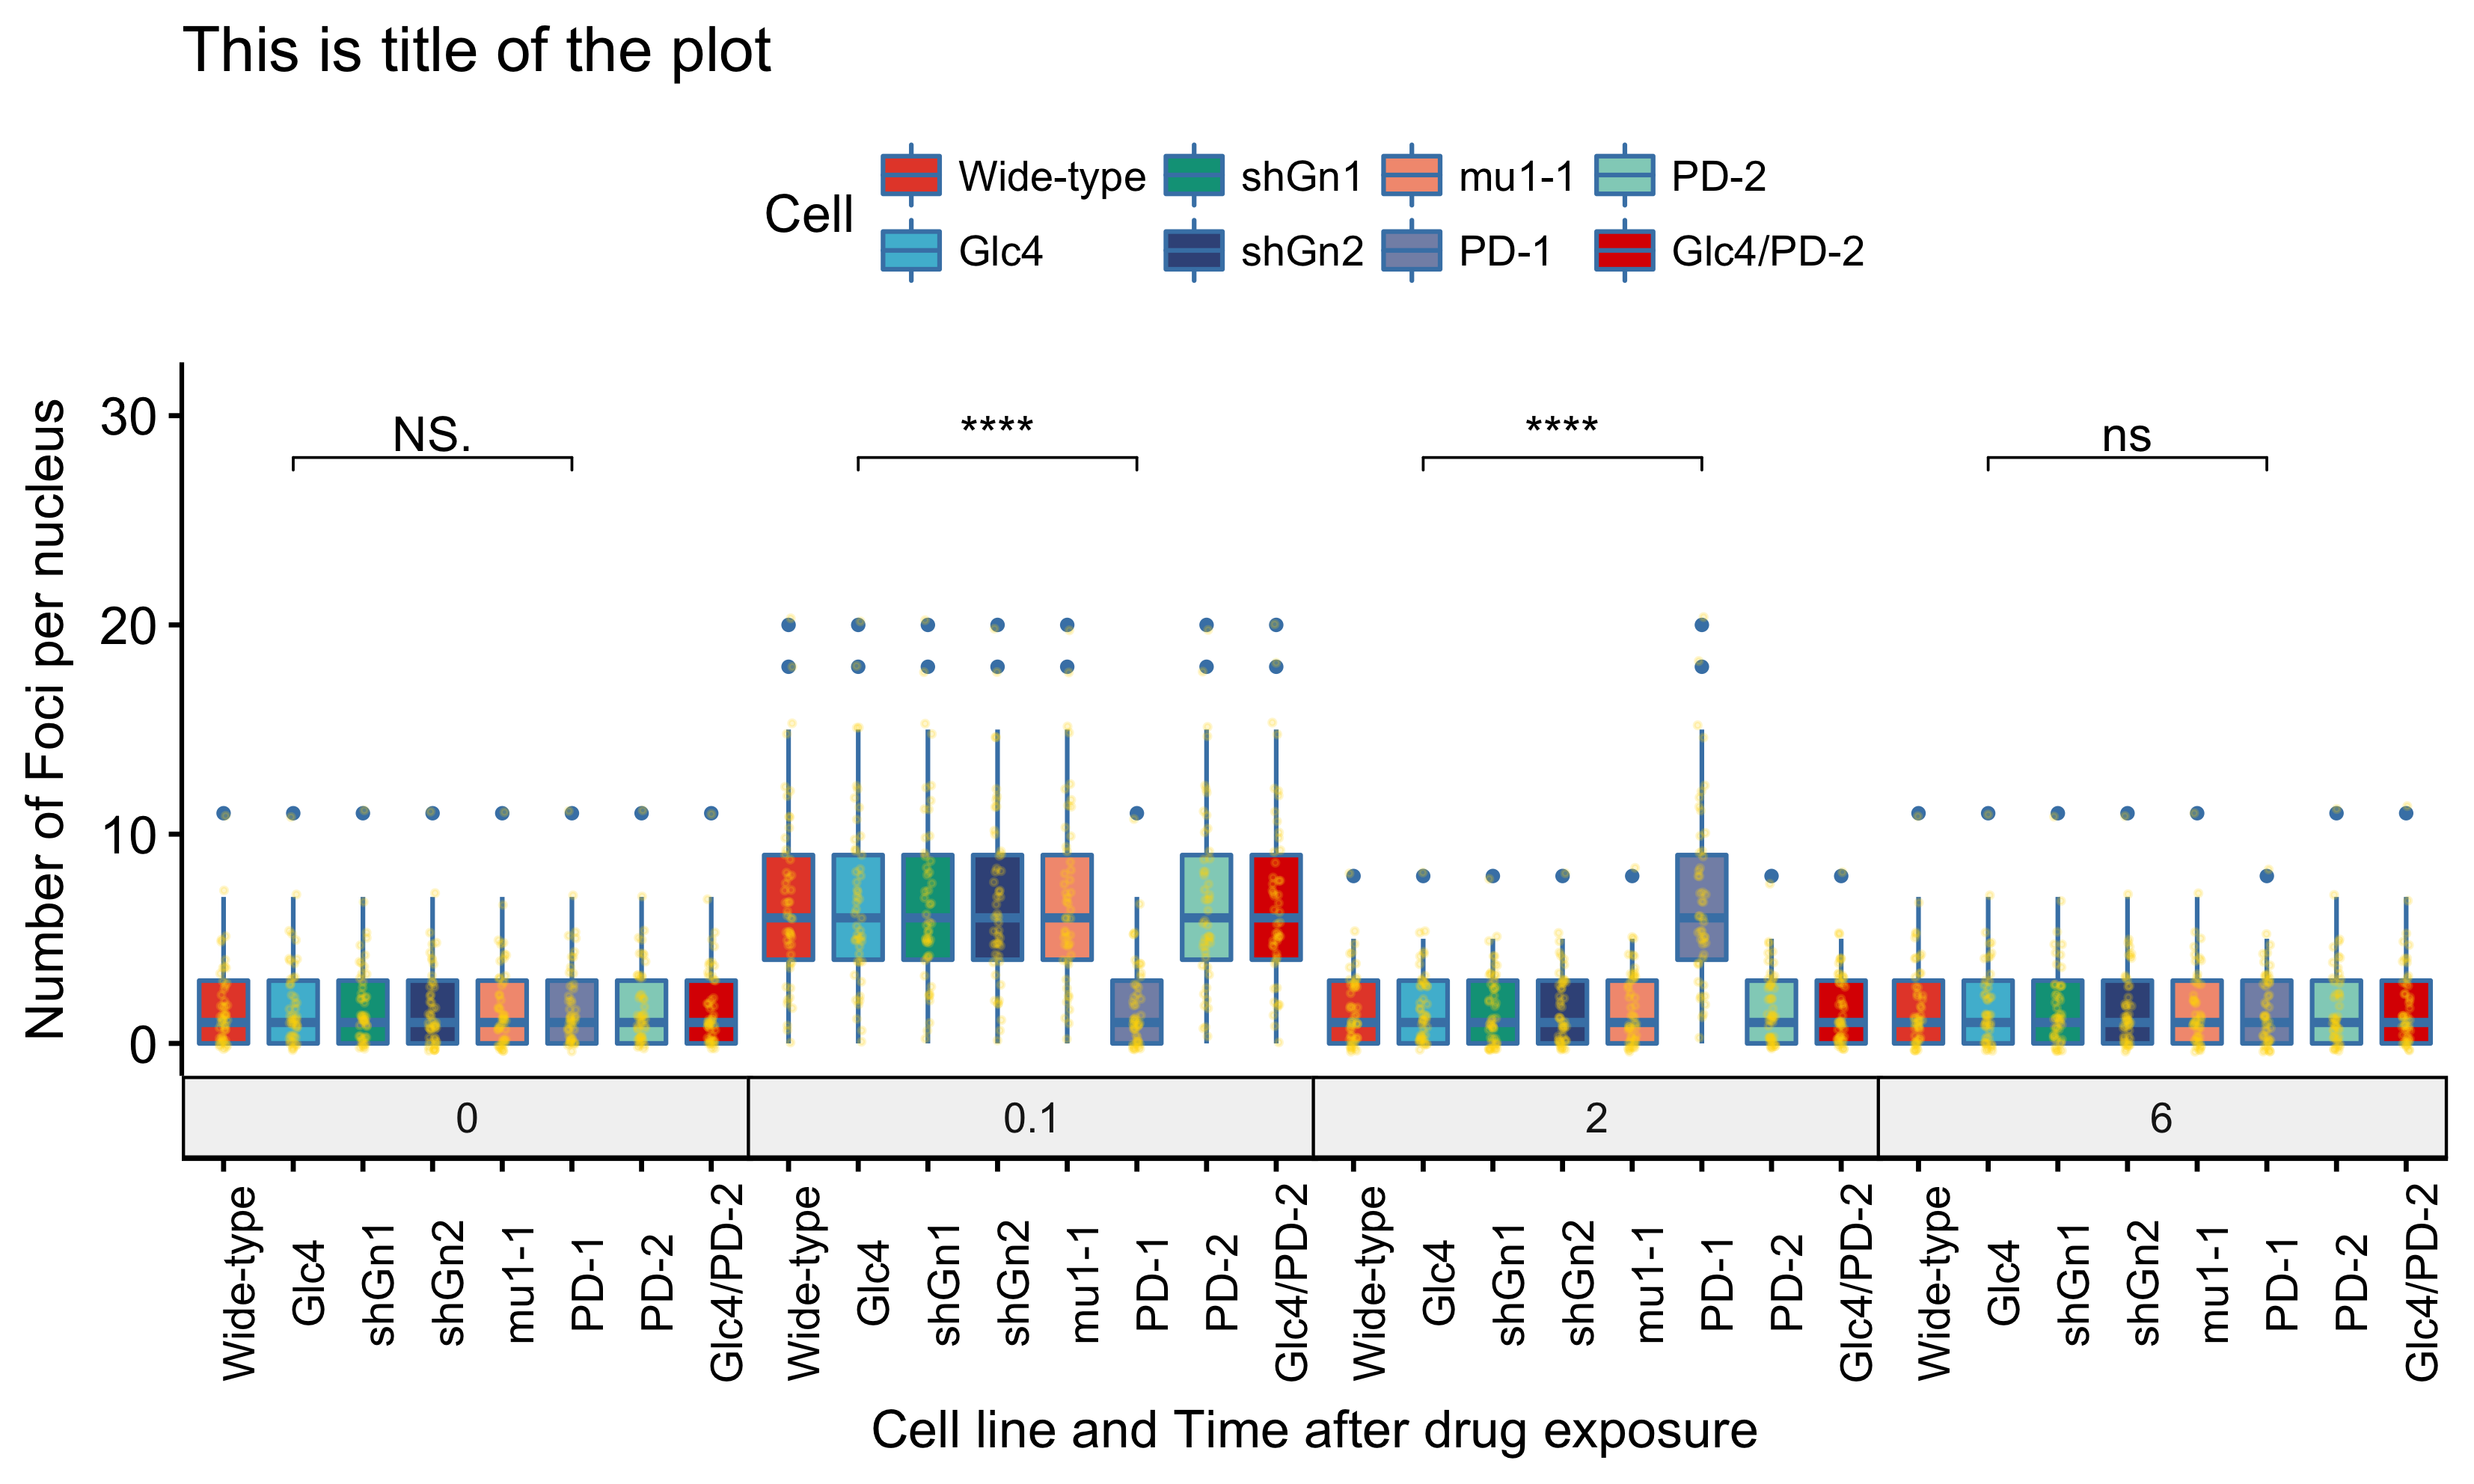 This is title of the plot
Cell
Wide-type shGn1 mu1-1 PD-2
Glc4 shGn2 PD-1 Glc4/PD-2
Number of Foci per nucleus
30
20
10
0
NS. **** **** ns
0 0.1 2 6
Wide-type Glc4 shGn1 shGn2 mu1-1 PD-1 PD-2 Glc4/PD-2 Wide-type Glc4 shGn1 shGn2 mu1-1 PD-1 PD-2 Glc4/PD-2 Wide-type Glc4 shGn1 shGn2 mu1-1 PD-1 PD-2 Glc4/PD-2 Wide-type Glc4 shGn1 shGn2 mu1-1 PD-1 PD-2 Glc4/PD-2
Cell line and Time after drug exposure